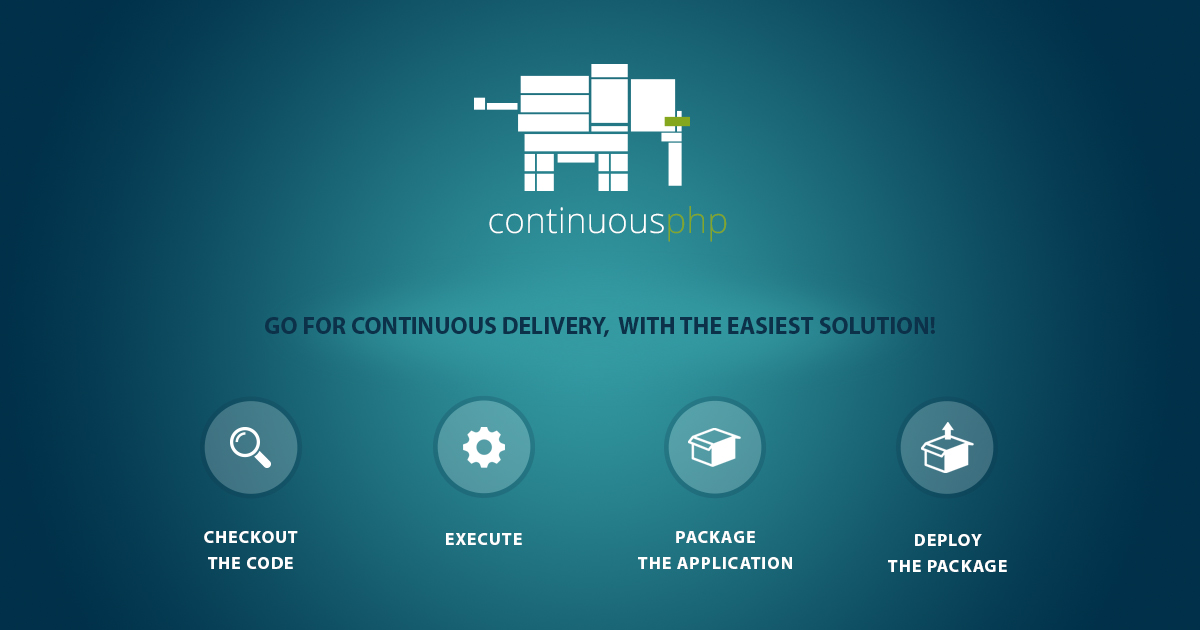 continuousphp
GO FOR CONTINUOUS DELIVERY, WITH THE EASIEST SOLUTION!
CHECKOUT
THE CODE
EXECUTE
PACKAGE
THE APPLICATION
DEPLOY
THE PACKAGE